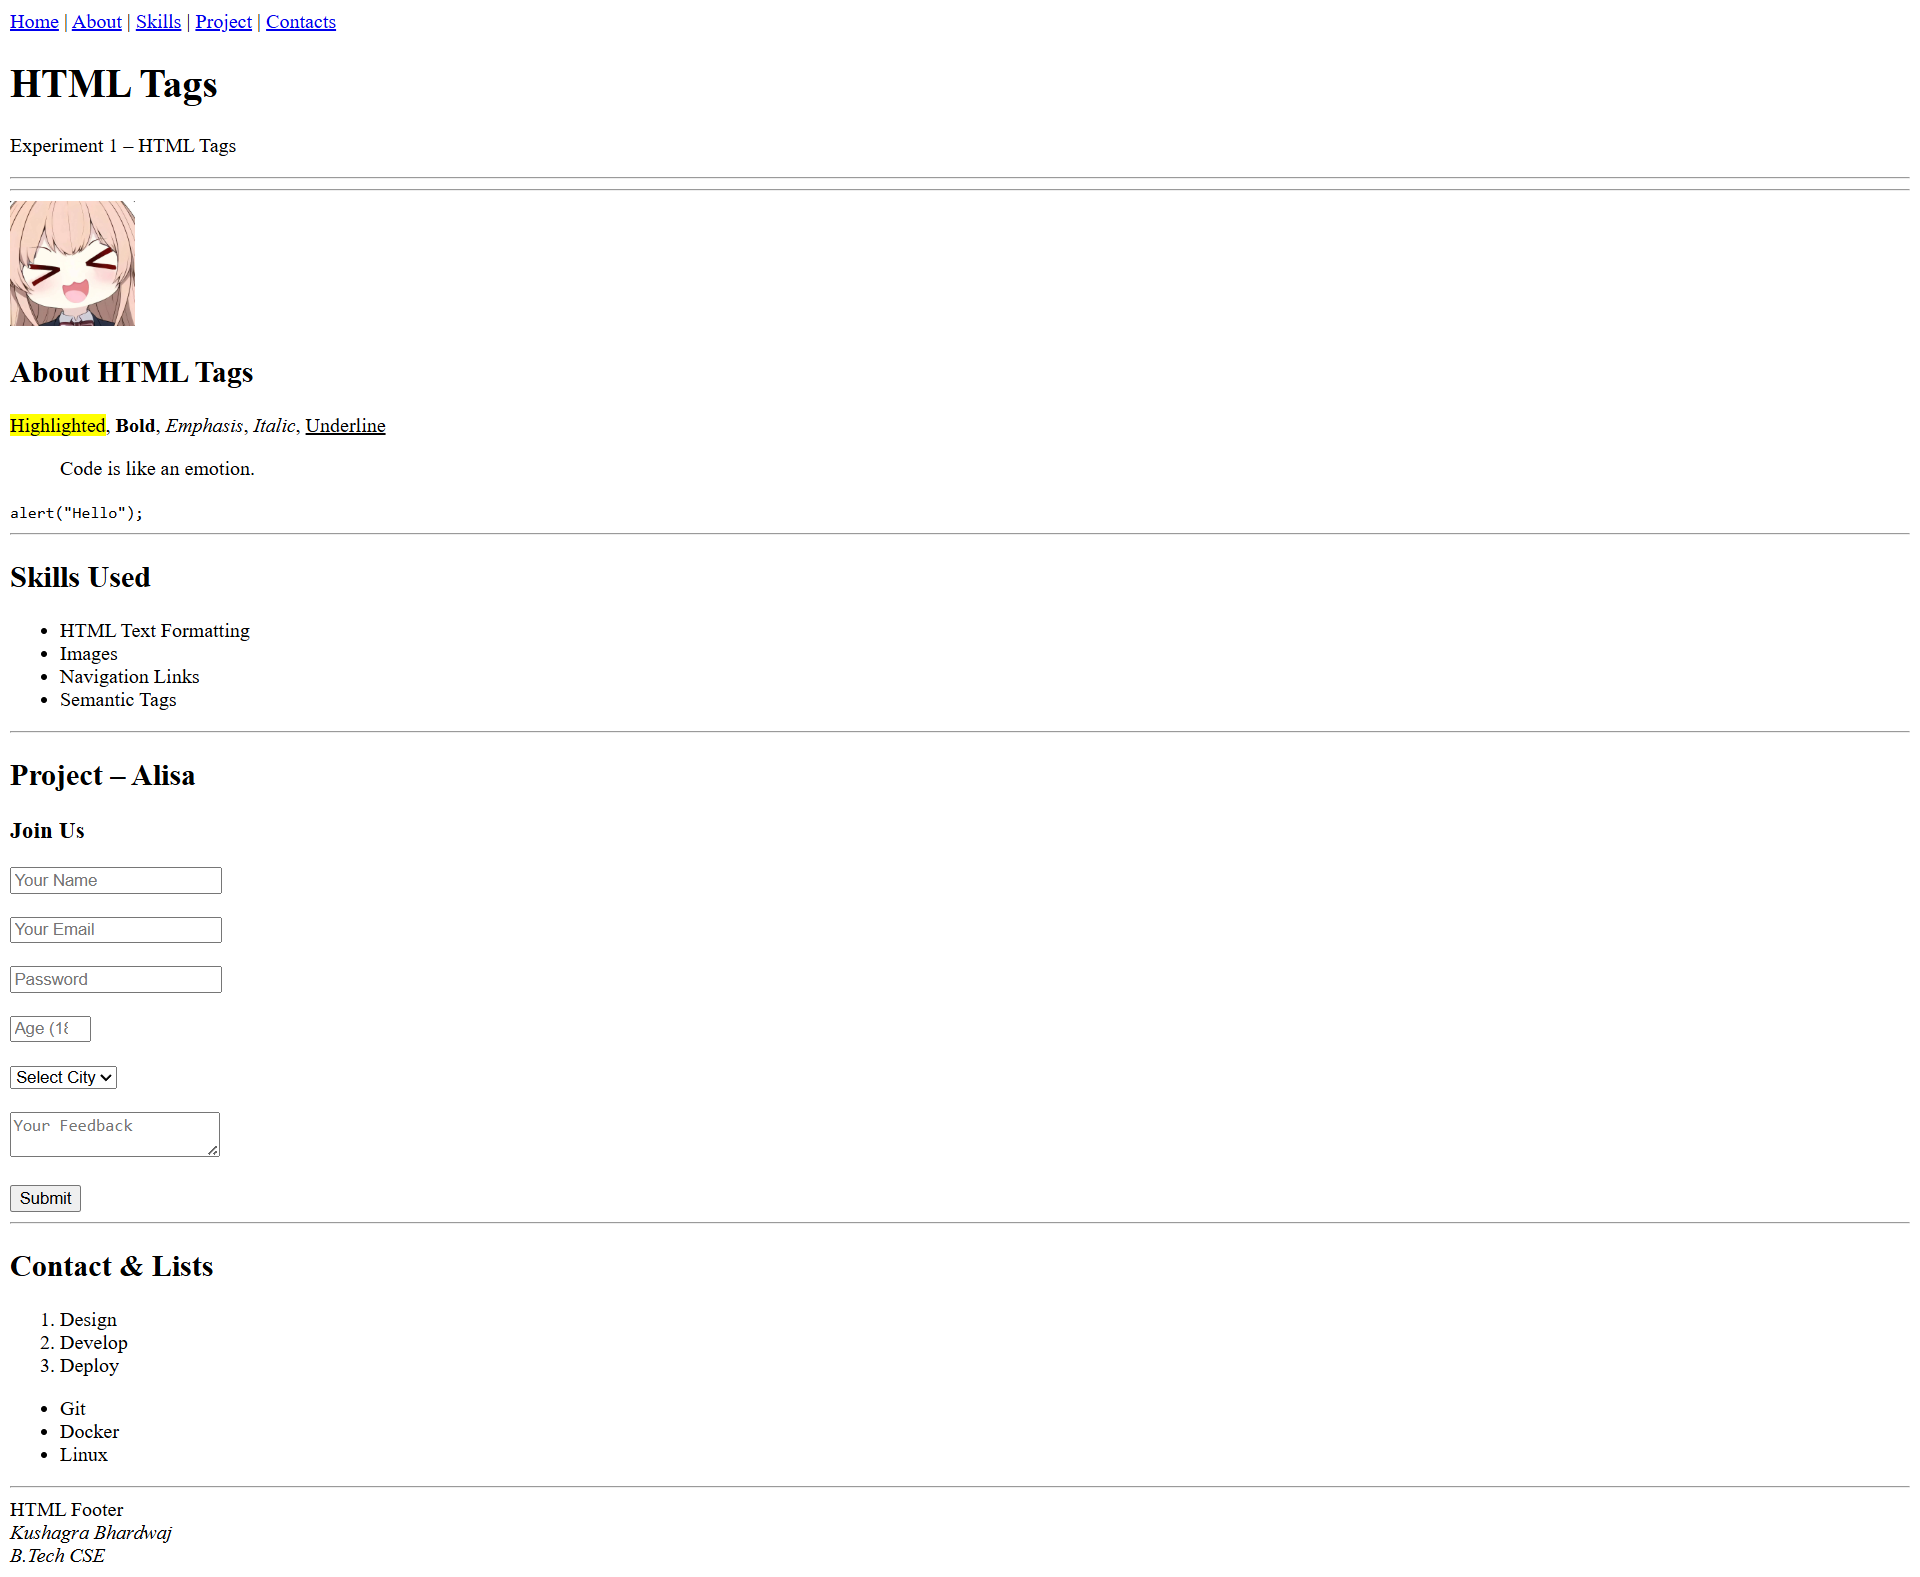 Home | About | Skills | Project | Contacts
HTML Tags
Experiment 1 – HTML Tags
About HTML Tags
Highlighted, Bold, Emphasis, Italic, Underline
Code is like an emotion.
alert("Hello");
Skills Used
• HTML Text Formatting
• Images
• Navigation Links
• Semantic Tags
Project – Alisa
Join Us
Your Name
Your Email
Password
Age (18
Select City
Your Feedback
Submit
Contact & Lists
1. Design
2. Develop
3. Deploy
• Git
• Docker
• Linux
HTML Footer
Kushagra Bhardwaj
B.Tech CSE